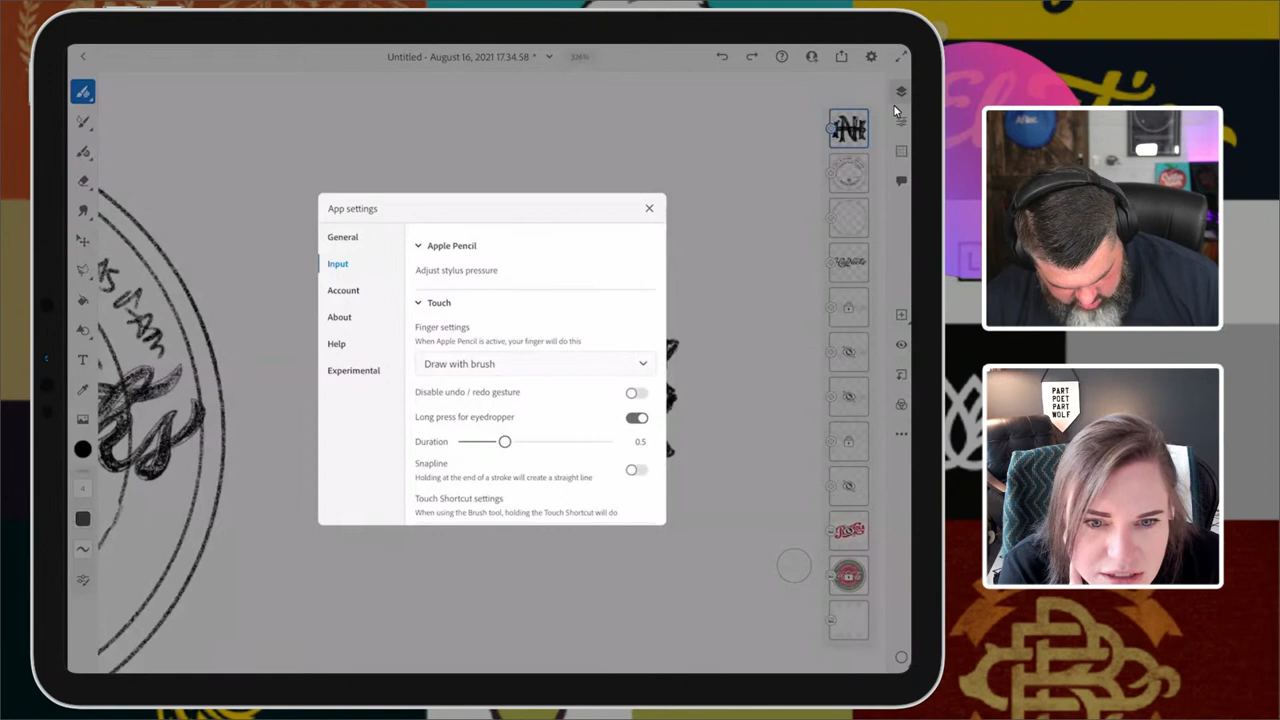 Untitled - August 16, 2021 17.34.58 *
326%
App settings
General
Input
Account
About
Help
Experimental
Apple Pencil
Adjust stylus pressure
Touch
Finger settings
When Apple Pencil is active, your finger will do this
Draw with brush
Disable undo / redo gesture
Long press for eyedropper
Duration
0.5
Snapline
Holding at the end of a stroke will create a straight line
Touch Shortcut settings
When using the Brush tool, holding the Touch Shortcut will do
T
4
PART
POET
PART
WOLF